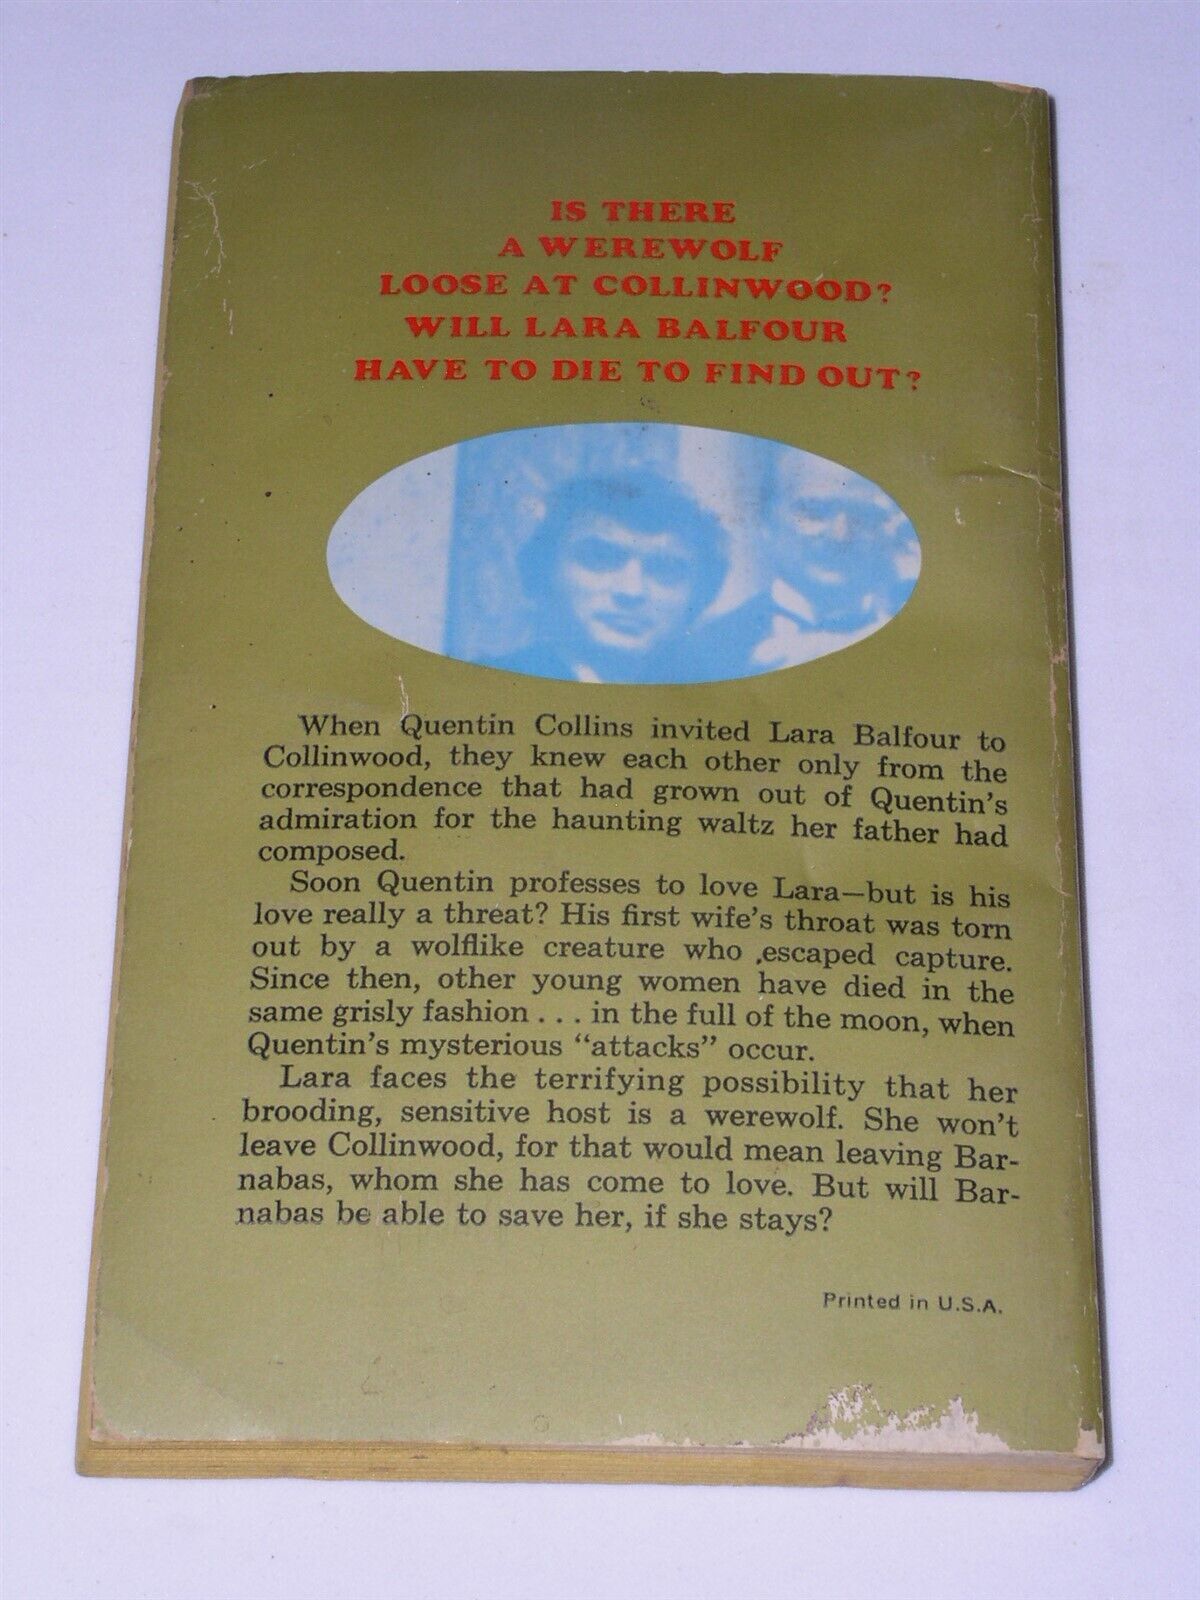 IS THERE
A WEREWOLF
LOOSE AT COLLINWOOD?
WILL LARA BALFOUR
HAVE TO DIE TO FIND OUT?
When Quentin Collins invited Lara Balfour to
Collinwood, they knew each other only from the
correspondence that had grown out of Quentin's
admiration for the haunting waltz her father had
composed.
Soon Quentin professes to love Lara—but is his
love really a threat? His first wife's throat was torn
out by a wolflike creature who escaped capture.
Since then, other young women have died in the
same grisly fashion . . . in the full of the moon, when
Quentin's mysterious "attacks" occur.
Lara faces the terrifying possibility that her
brooding, sensitive host is a werewolf. She won't
leave Collinwood, for that would mean leaving Bar-
nabas, whom she has come to love. But will Bar-
nabas be able to save her, if she stays?
Printed in U.S.A.